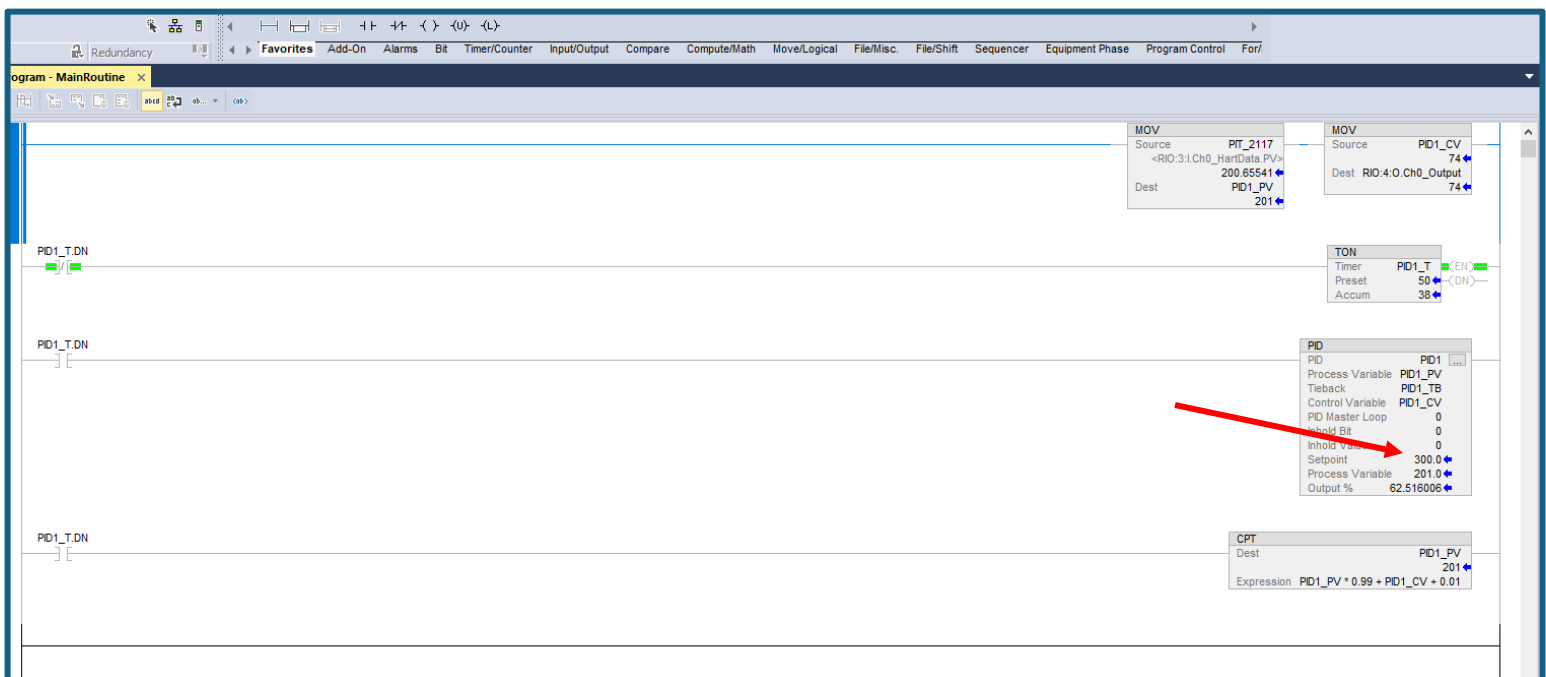 Redundancy
Favorites Add-On Alarms Bit Timer/Counter Input/Output Compare Compute/Math Move/Logical File/Misc. File/Shift Sequencer Equipment Phase Program Control For/
ogram - MainRoutine ×
abcd ab... <ab>
MOV
Source PIT_2117
<RIO:3:I.Ch0_HartData.PV>
200.65541
Dest PID1_PV
201
MOV
Source PID1_CV
74
Dest RIO:4:O.Ch0_Output
74
PID1_T.DN
TON
Timer PID1_T
Preset 50
Accum 38
(EN)
(DN)
PID1_T.DN
PID
PID PID1 ...
Process Variable PID1_PV
Tieback PID1_TB
Control Variable PID1_CV
PID Master Loop 0
Inhold Bit 0
Inhold 0
Setpoint 300.0
Process Variable 201.0
Output % 62.516006
PID1_T.DN
CPT
Dest PID1_PV
201
Expression PID1_PV * 0.99 + PID1_CV + 0.01